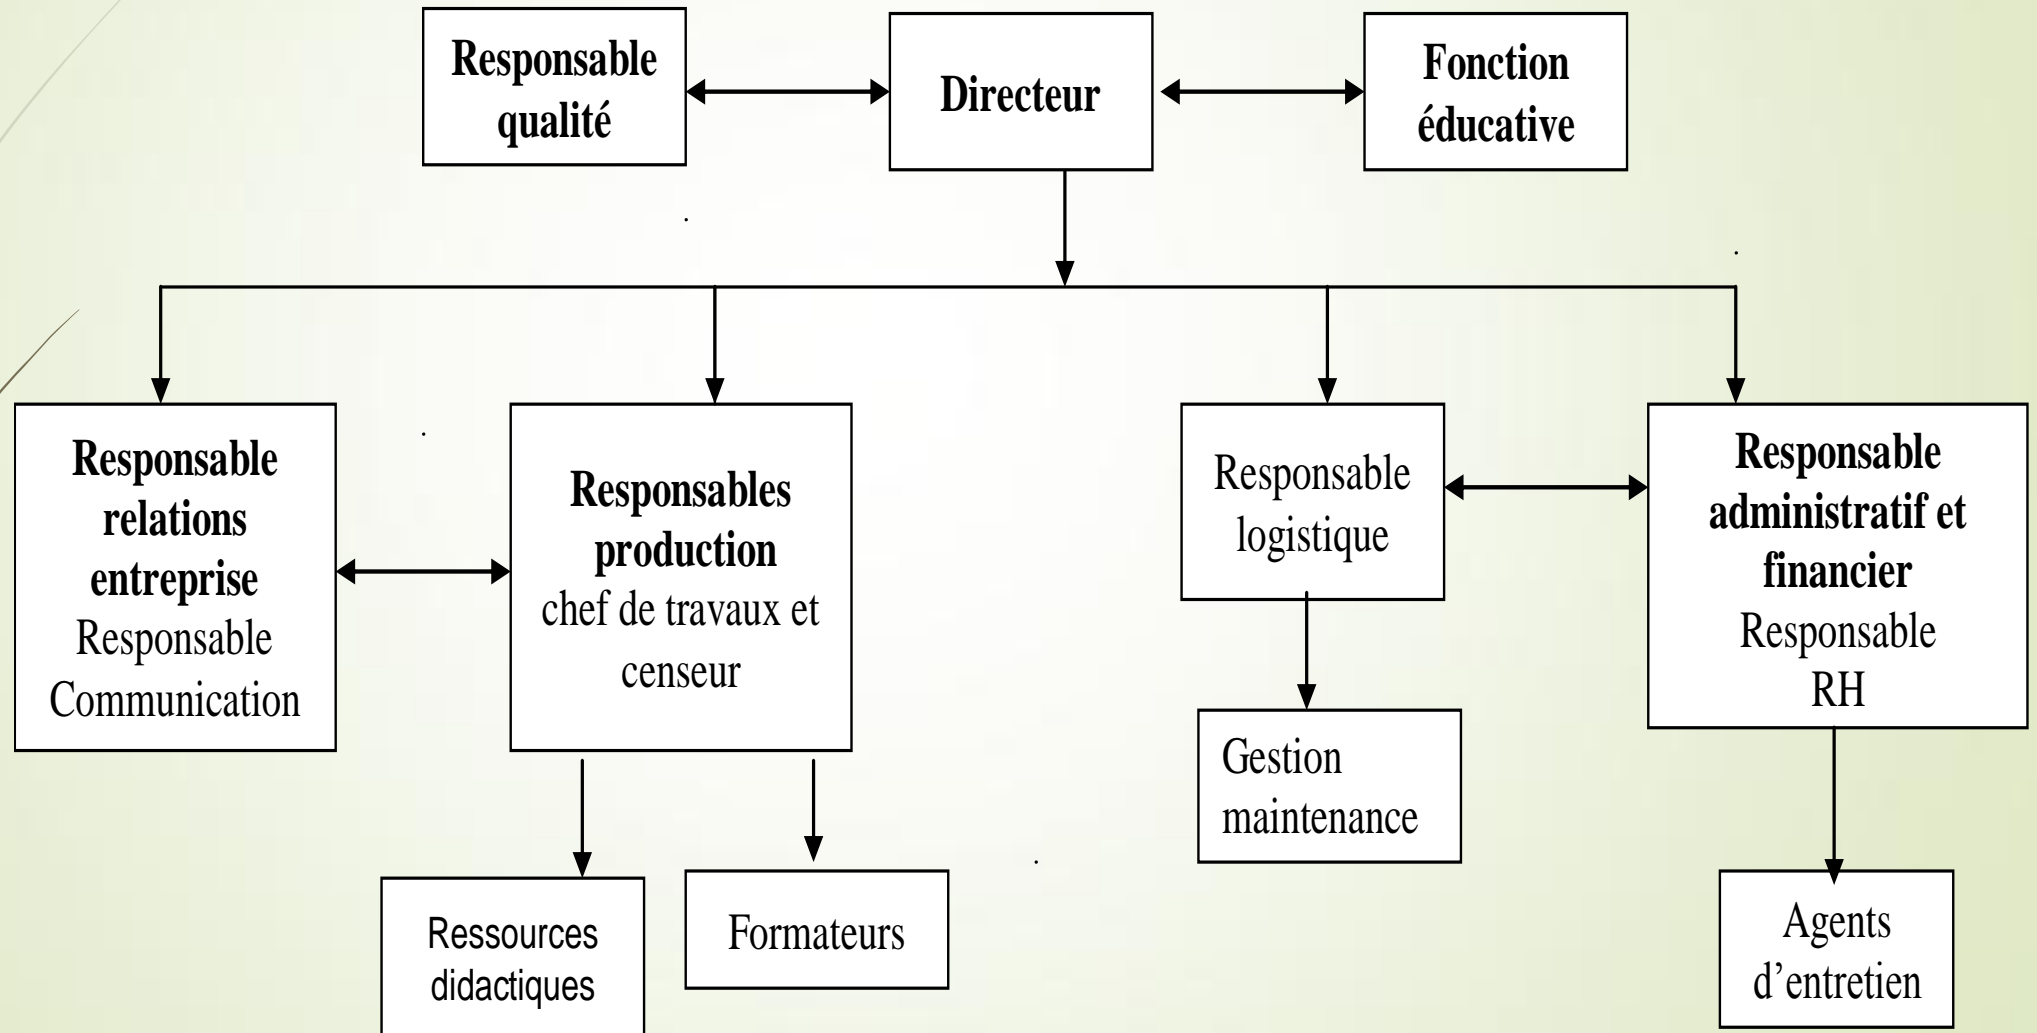 Responsable
qualité
Directeur
Fonction
éducative
Responsable
relations
entreprise
Responsable
Communication
Responsables
production
chef de travaux et
censeur
Responsable
logistique
Responsable
administratif et
financier
Responsable
RH
Gestion
maintenance
Ressources
didactiques
Formateurs
Agents
d’entretien